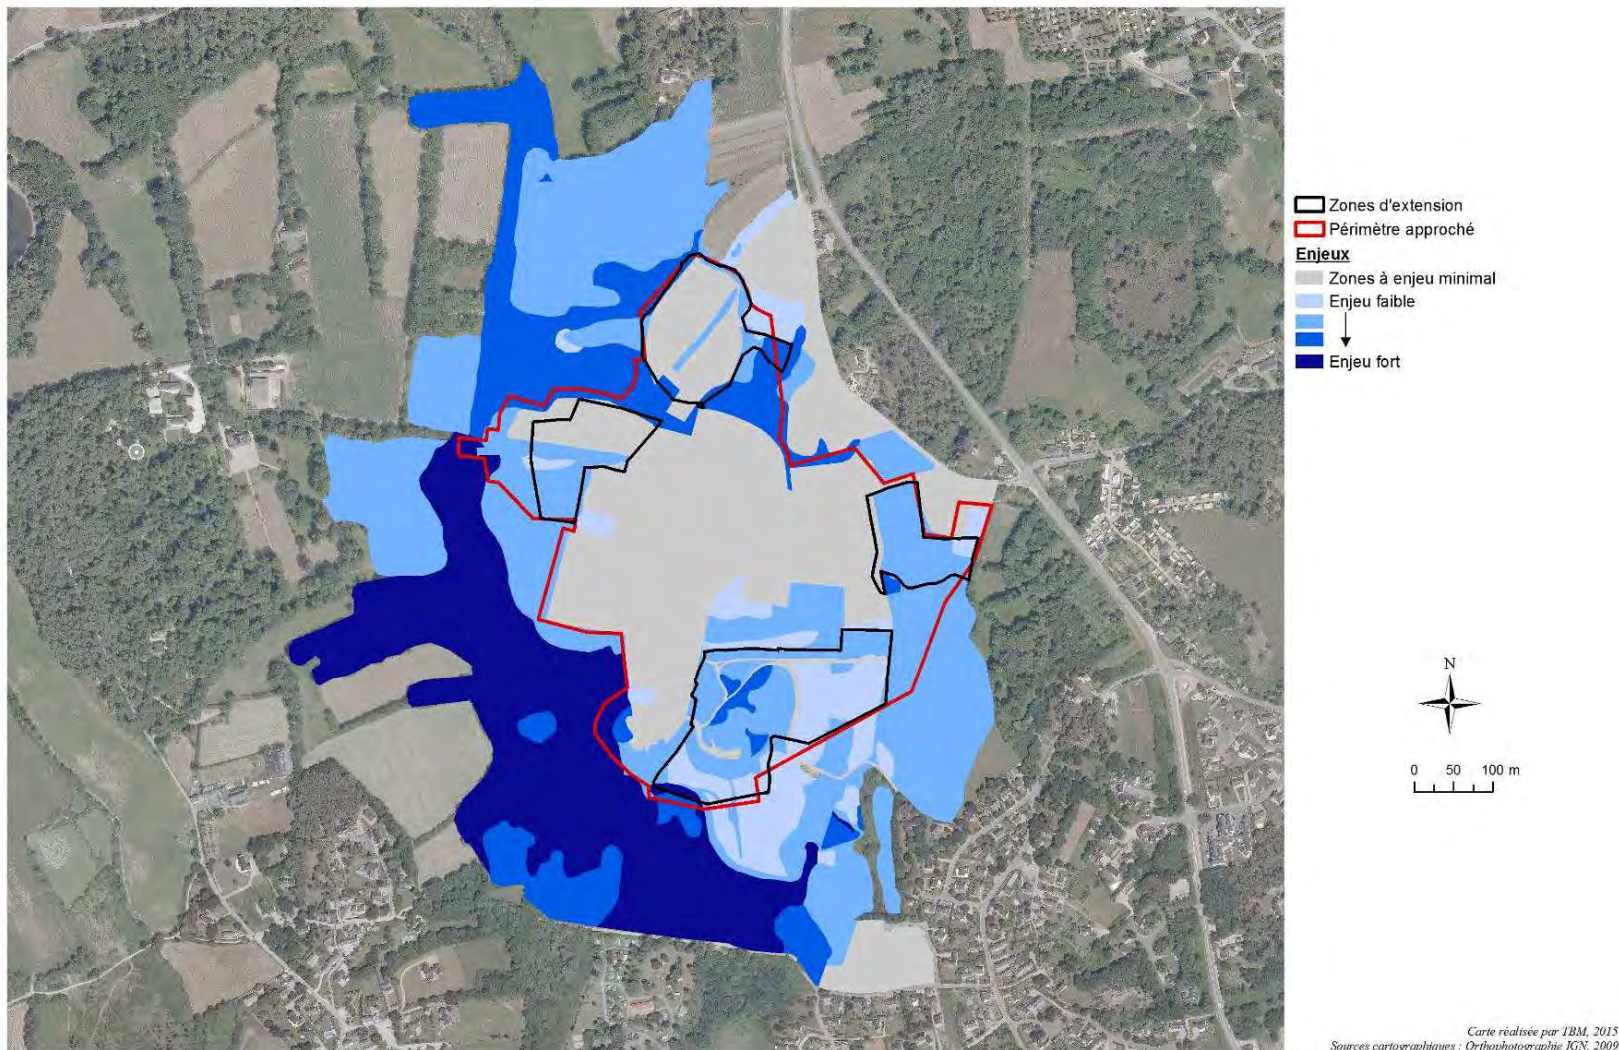 Zones d'extension
Périmètre approché
Enjeux
Zones à enjeu minimal
Enjeu faible
Enjeu fort
N
0 50 100 m
Carte réalisée par TBM, 2015
Sources cartographiques : Orthophotographie IGN, 2009